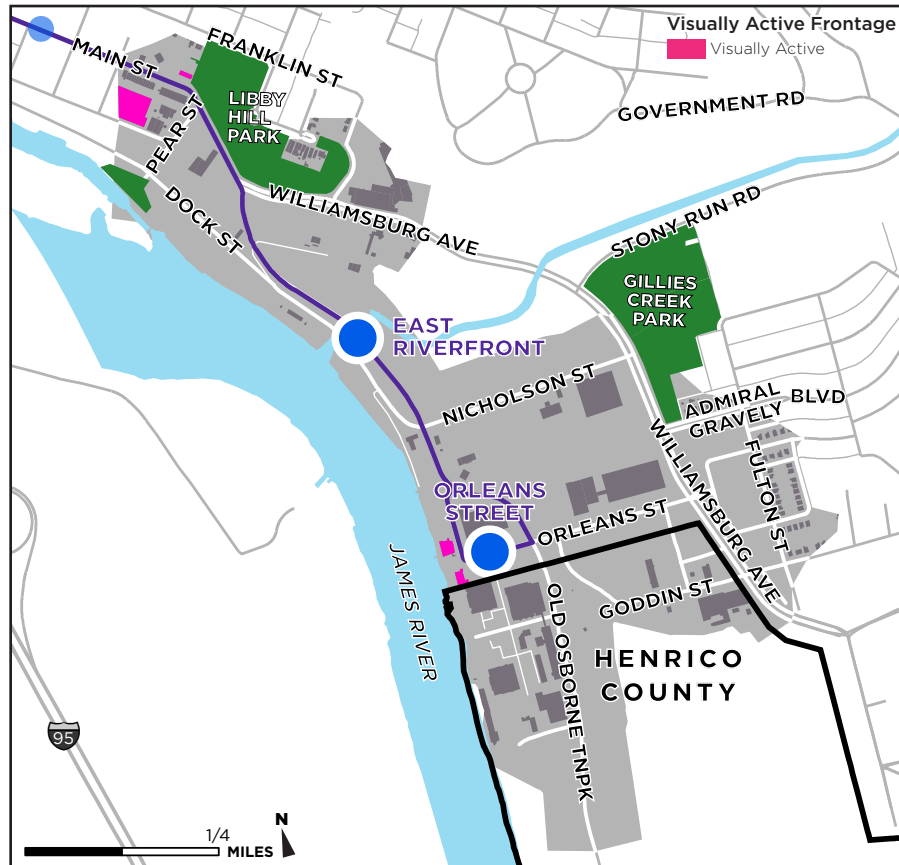 Visually Active Frontage
Visually Active
FRANKLIN ST
MAIN ST
LIBBY
HILL
PARK
GOVERNMENT RD
PEAR ST
DOCK ST
WILLIAMSBURG AVE
STONY RUN RD
GILLIES
CREEK
PARK
EAST
RIVERFRONT
NICHOLSON ST
ADMIRAL
GRAVELY BLVD
WILLIAMSBURG AVE
FULTON ST
ORLEANS
STREET
ORLEANS ST
JAMES RIVER
OLD OSBORNE TNPK
GODDIN ST
HENRICO
COUNTY
95
1/4
MILES
N